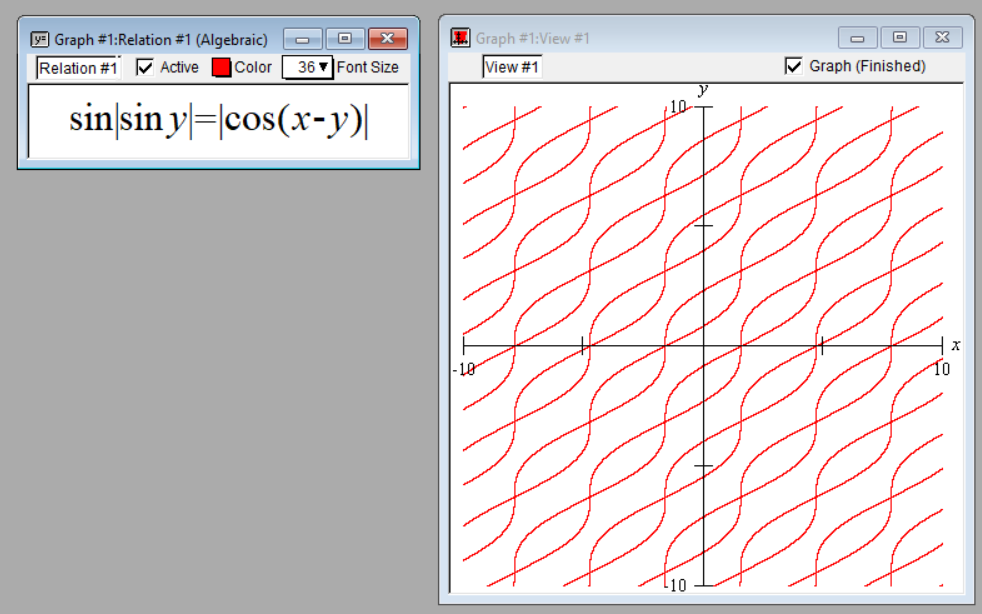 y= Graph #1:Relation #1 (Algebraic)
Relation #1 Active Color 36 Font Size
sin|sin y|=|cos(x-y)|
Graph #1:View #1
View #1 Graph (Finished)
y
10
x
-10
10
-10